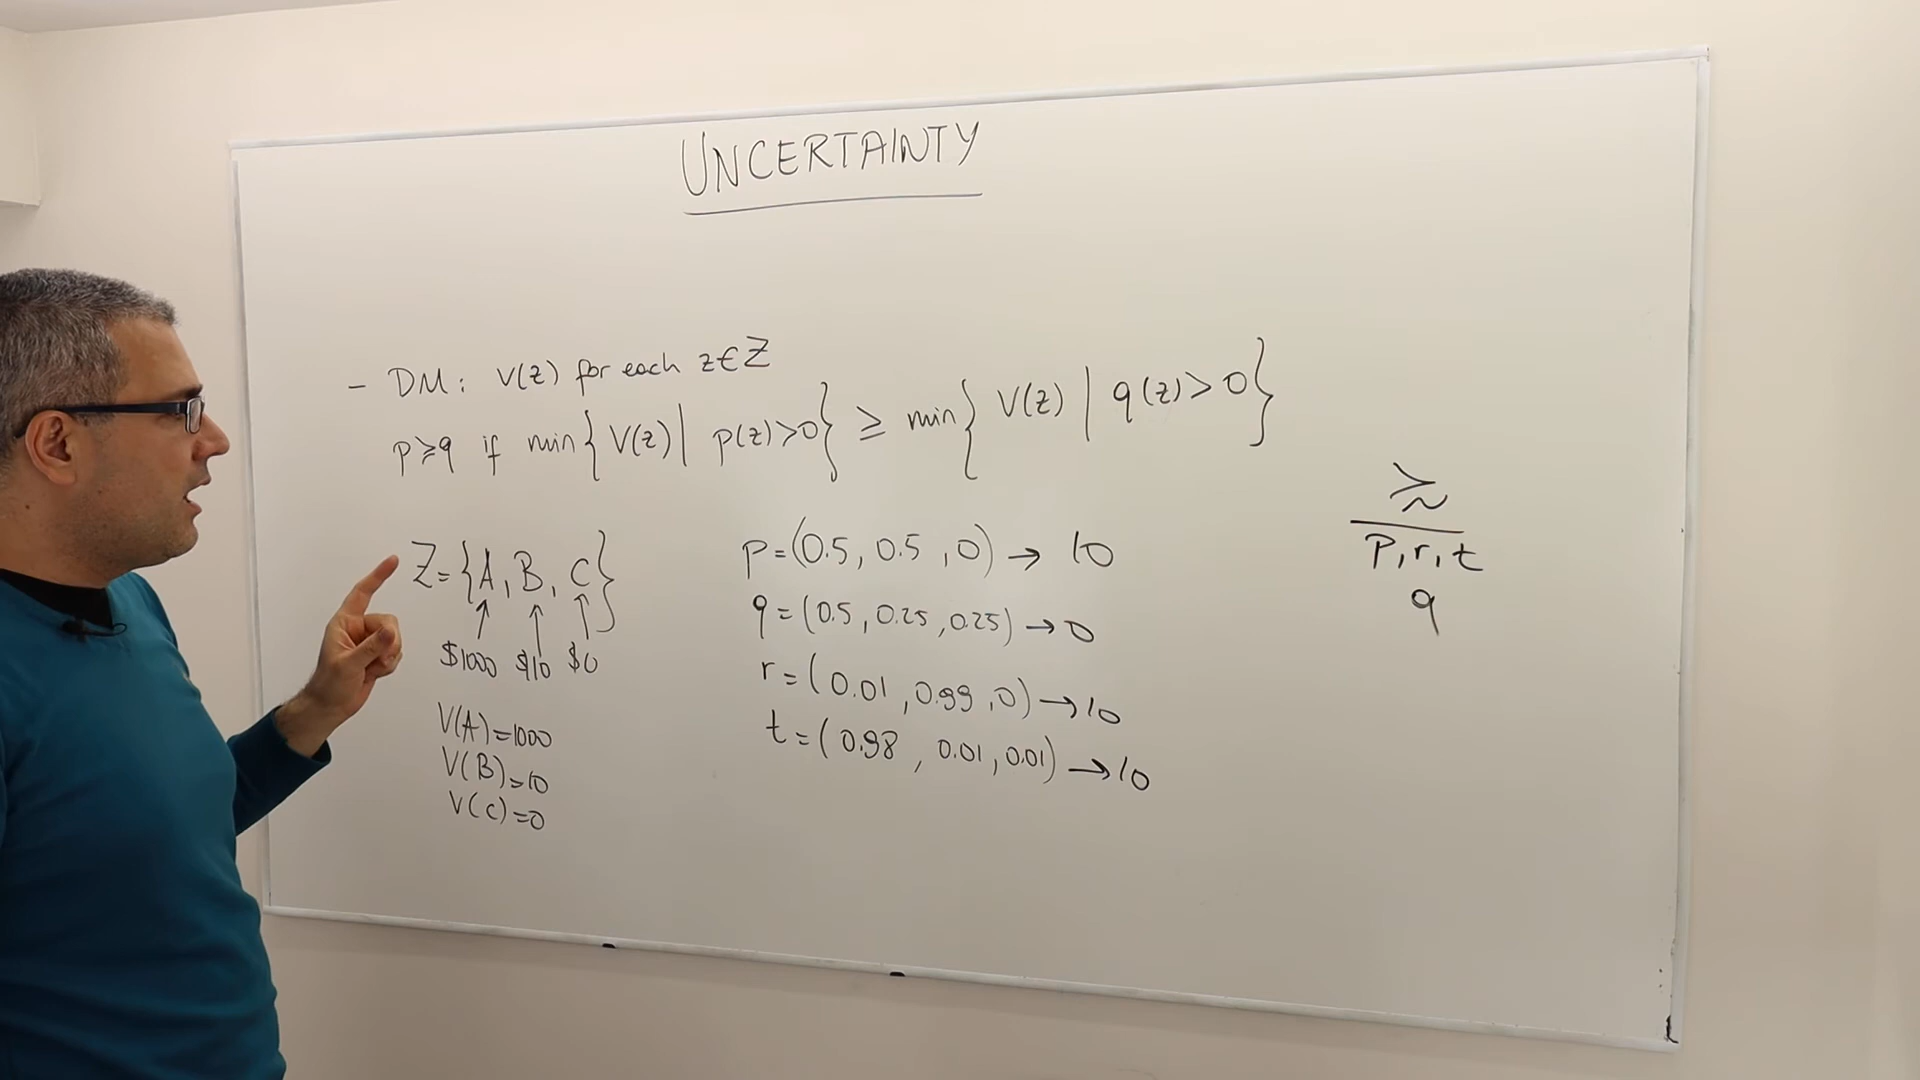 UNCERTAINTY
- DM: V(z) for each z∈Z
p≽q if min{V(z)| p(z)>0} ≥ min{V(z)| q(z)>0}
Z={A, B, C}
↑ ↑ ↑
$1000 $10 $0
V(A)=1000
V(B)=10
V(C)=0
p=(0.5, 0.5, 0) → 10
q=(0.5, 0.25, 0.25) → 0
r=(0.01, 0.99, 0) → 10
t=(0.98, 0.01, 0.01) → 10
≿
p, r, t
q